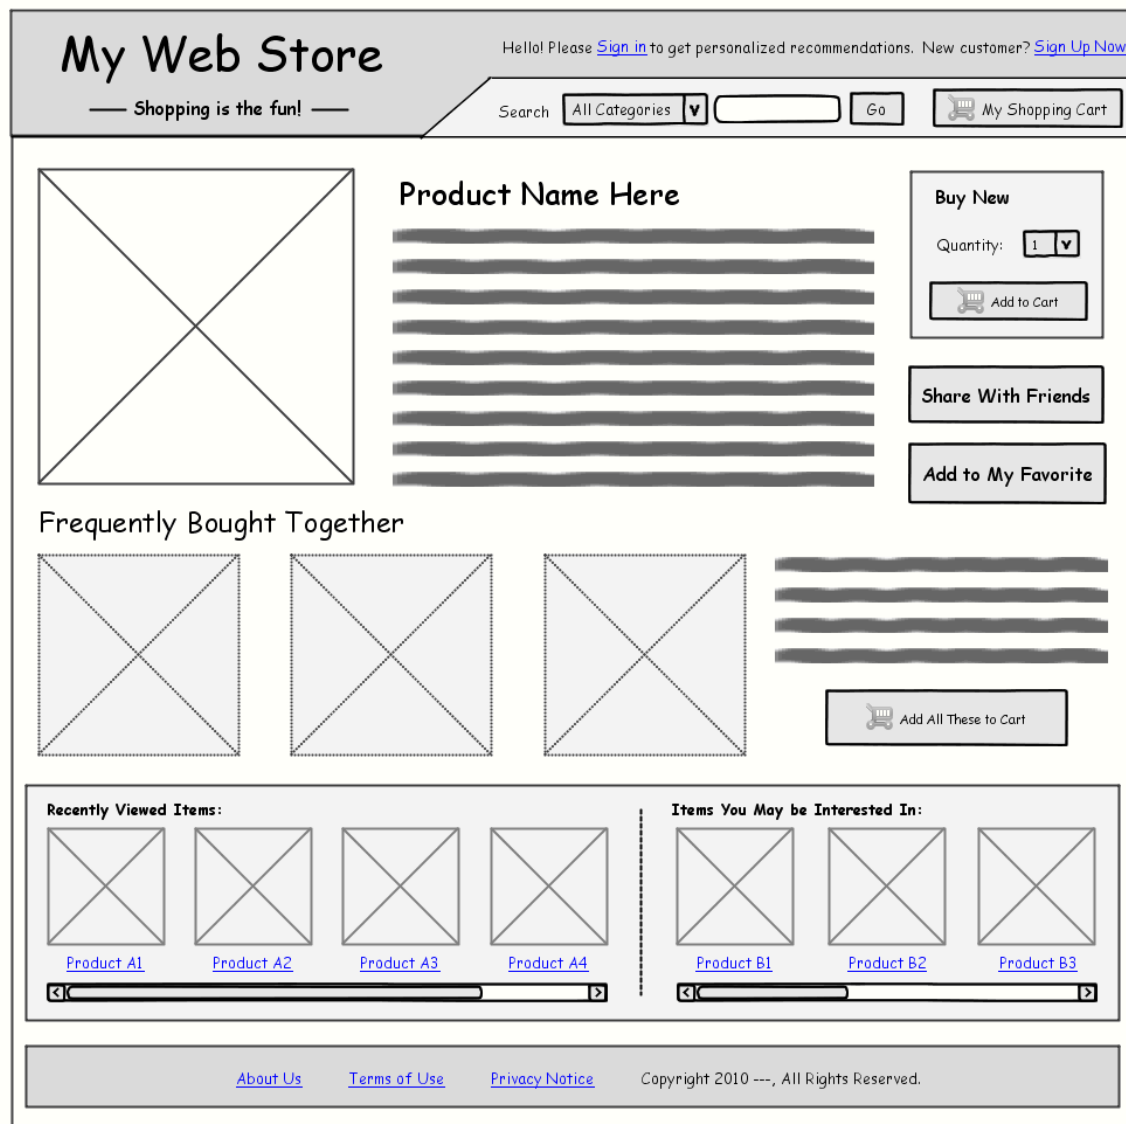 My Web Store
Shopping is the fun!
Hello! Please Sign in to get personalized recommendations. New customer? Sign Up Now
Search All Categories Go My Shopping Cart
Product Name Here
Buy New
Quantity: 1
Add to Cart
Share With Friends
Add to My Favorite
Frequently Bought Together
Add All These to Cart
Recently Viewed Items:
Product A1 Product A2 Product A3 Product A4
Items You May be Interested In:
Product B1 Product B2 Product B3
About Us Terms of Use Privacy Notice Copyright 2010 ---, All Rights Reserved.